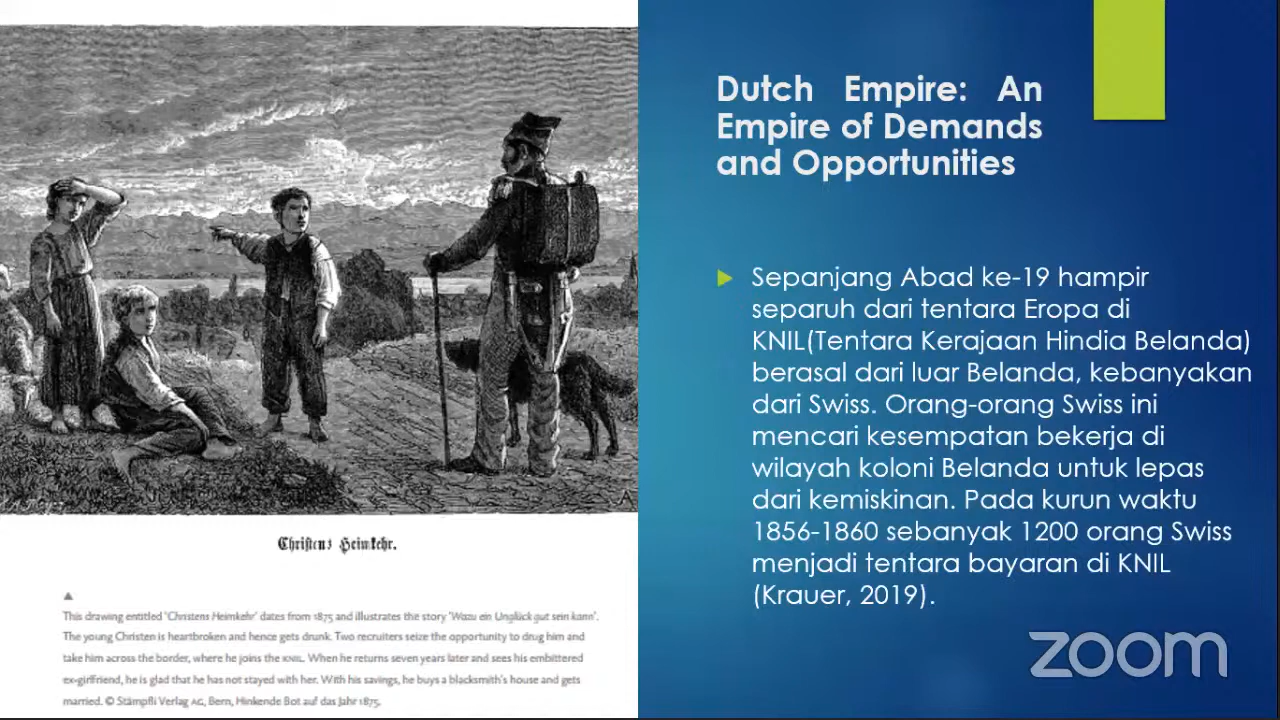 Dutch Empire: An
Empire of Demands
and Opportunities
Sepanjang Abad ke-19 hampir
separuh dari tentara Eropa di
KNIL(Tentara Kerajaan Hindia Belanda)
berasal dari luar Belanda, kebanyakan
dari Swiss. Orang-orang Swiss ini
mencari kesempatan bekerja di
wilayah koloni Belanda untuk lepas
dari kemiskinan. Pada kurun waktu
1856-1860 sebanyak 1200 orang Swiss
menjadi tentara bayaran di KNIL
(Krauer, 2019).
Christens Heimkehr.
This drawing entitled 'Christens Heimkehr' dates from 1875 and illustrates the story 'Wozu ein Unglück gut sein kann'.
The young Christen is heartbroken and hence gets drunk. Two recruiters seize the opportunity to drug him and
take him across the border, where he joins the KNIL. When he returns seven years later and sees his embittered
ex-girlfriend, he is glad that he has not stayed with her. With his savings, he buys a blacksmith's house and gets
married. © Stämpfli Verlag AG, Bern, Hinkende Bot auf das Jahr 1875.
zoom